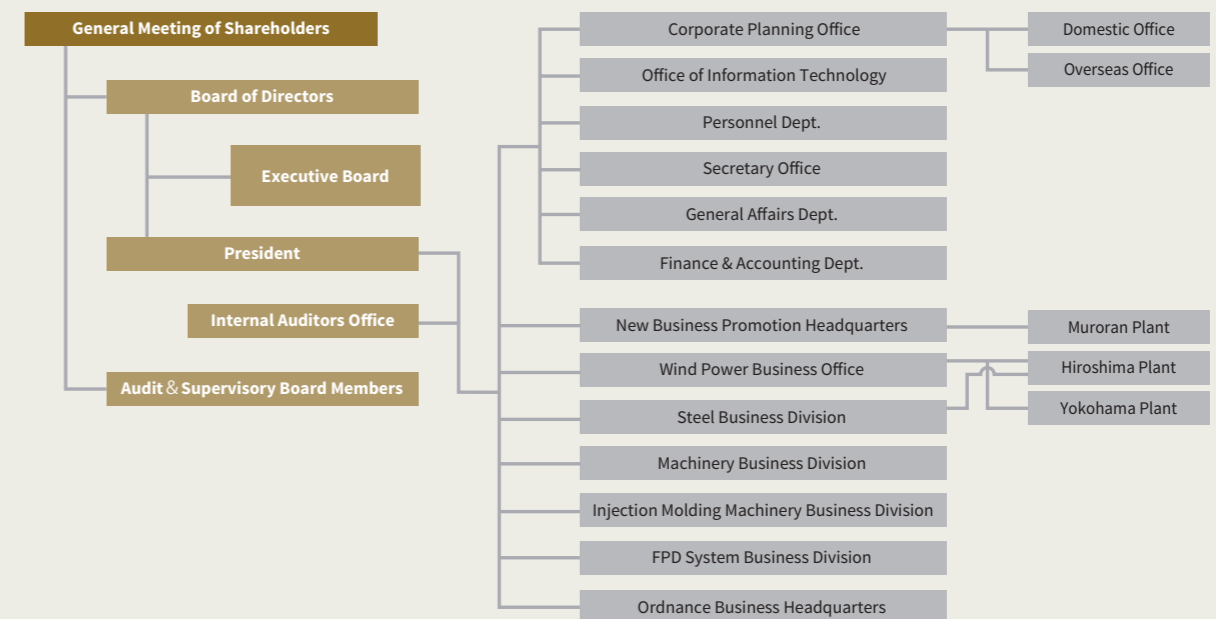 General Meeting of Shareholders
Board of Directors
Executive Board
President
Internal Auditors Office
Audit & Supervisory Board Members
Corporate Planning Office
Office of Information Technology
Personnel Dept.
Secretary Office
General Affairs Dept.
Finance & Accounting Dept.
New Business Promotion Headquarters
Wind Power Business Office
Steel Business Division
Machinery Business Division
Injection Molding Machinery Business Division
FPD System Business Division
Ordnance Business Headquarters
Domestic Office
Overseas Office
Muroran Plant
Hiroshima Plant
Yokohama Plant